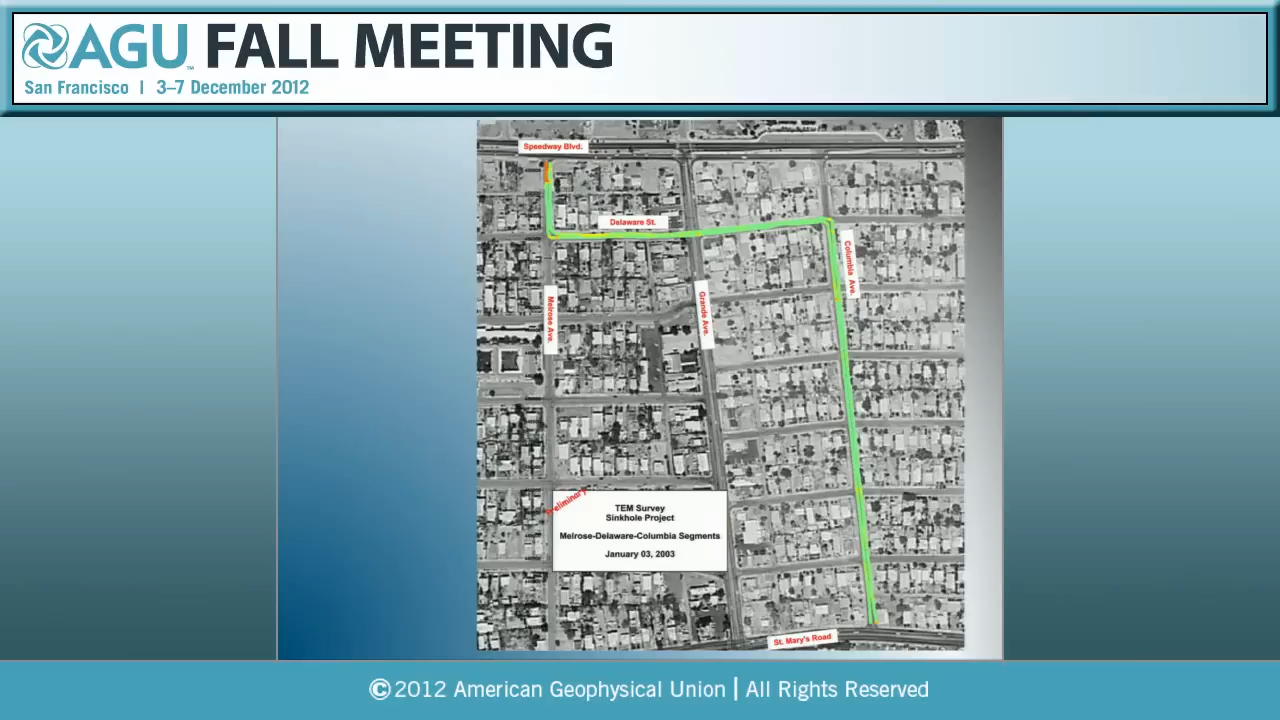 AGU™ FALL MEETING
San Francisco | 3–7 December 2012
Speedway Blvd.
Delaware St.
Columbia Ave.
Melrose Ave.
Grande Ave.
Preliminary
TEM Survey
Sinkhole Project
Melrose-Delaware-Columbia Segments
January 03, 2003
St. Mary's Road
©2012 American Geophysical Union | All Rights Reserved